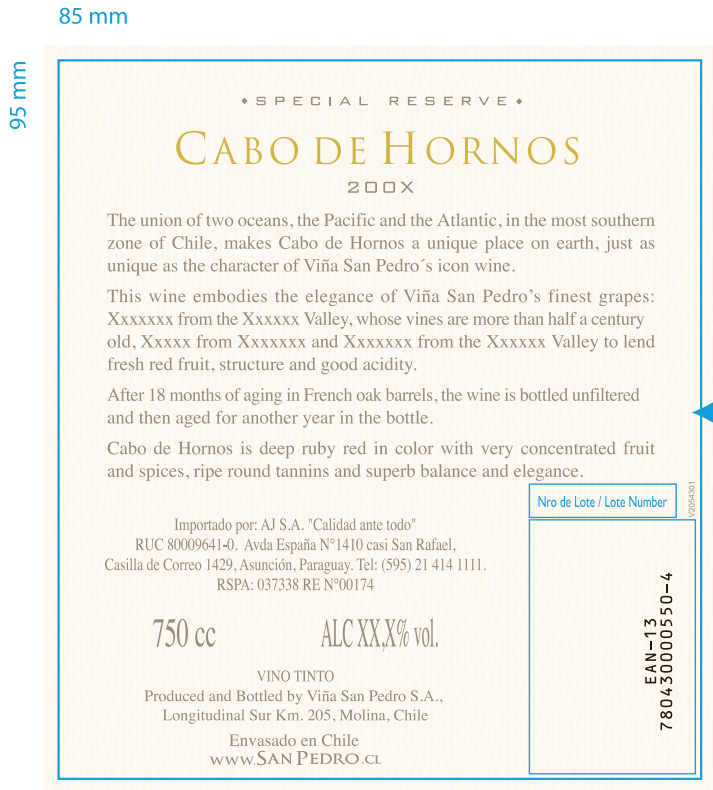 85 mm
95 mm
SPECIAL RESERVE
CABO DE HORNOS
200X
The union of two oceans, the Pacific and the Atlantic, in the most southern
zone of Chile, makes Cabo de Hornos a unique place on earth, just as
unique as the character of Viña San Pedro´s icon wine.
This wine embodies the elegance of Viña San Pedro's finest grapes:
Xxxxxxx from the Xxxxxx Valley, whose vines are more than half a century
old, Xxxxx from Xxxxxxx and Xxxxxxx from the Xxxxxx Valley to lend
fresh red fruit, structure and good acidity.
After 18 months of aging in French oak barrels, the wine is bottled unfiltered
and then aged for another year in the bottle.
Cabo de Hornos is deep ruby red in color with very concentrated fruit
and spices, ripe round tannins and superb balance and elegance.
Nro de Lote / Lote Number
V2054301
Importado por: AJ S.A. "Calidad ante todo"
RUC 80009641-0. Avda España N°1410 casi San Rafael,
Casilla de Correo 1429, Asunción, Paraguay. Tel: (595) 21 414 1111.
RSPA: 037338 RE N°00174
750 cc
ALC XX,X% vol.
EAN-13
780430000550-4
VINO TINTO
Produced and Bottled by Viña San Pedro S.A.,
Longitudinal Sur Km. 205, Molina, Chile
Envasado en Chile
WWW.SAN PEDRO.CL